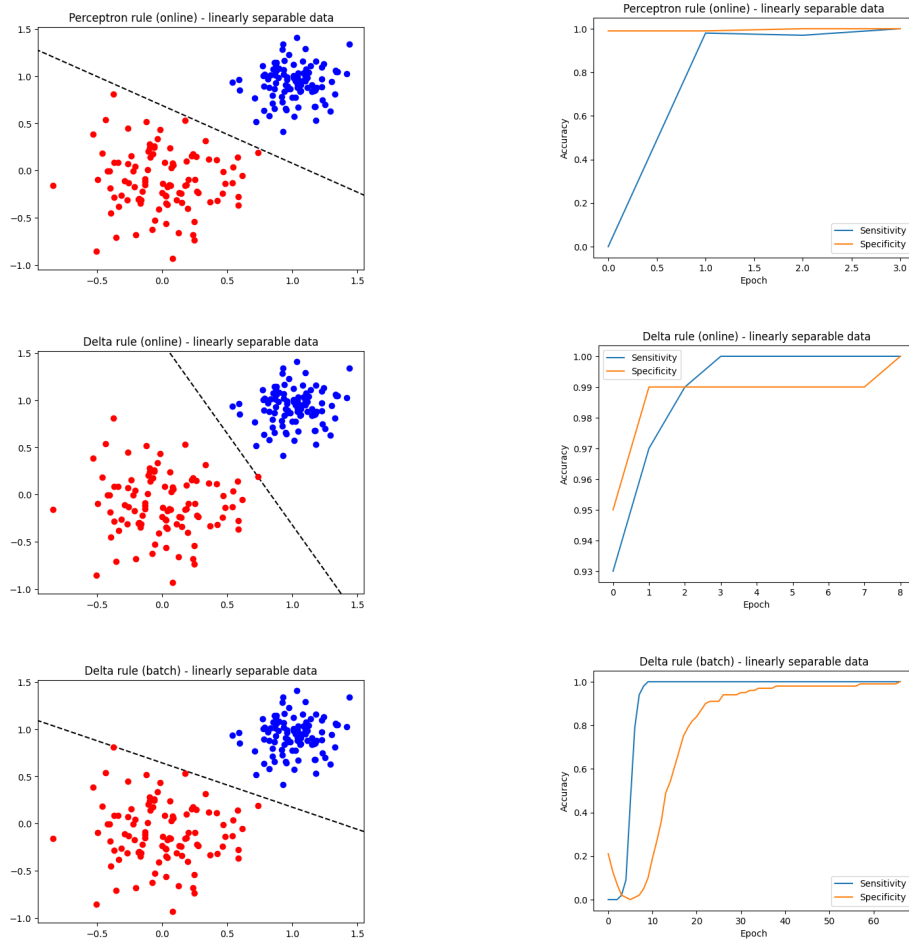 Perceptron rule (online) - linearly separable data
1.5
1.0
0.5
0.0
−0.5
−1.0
−0.5 0.0 0.5 1.0 1.5
Perceptron rule (online) - linearly separable data
Accuracy
1.0
0.8
0.6
0.4
0.2
0.0
Sensitivity
Specificity
0.0 0.5 1.0 1.5 2.0 2.5 3.0
Epoch
Delta rule (online) - linearly separable data
1.5
1.0
0.5
0.0
−0.5
−1.0
−0.5 0.0 0.5 1.0 1.5
Delta rule (online) - linearly separable data
Accuracy
1.00
0.99
0.98
0.97
0.96
0.95
0.94
0.93
Sensitivity
Specificity
0 1 2 3 4 5 6 7 8
Epoch
Delta rule (batch) - linearly separable data
1.5
1.0
0.5
0.0
−0.5
−1.0
−0.5 0.0 0.5 1.0 1.5
Delta rule (batch) - linearly separable data
Accuracy
1.0
0.8
0.6
0.4
0.2
0.0
Sensitivity
Specificity
0 10 20 30 40 50 60
Epoch